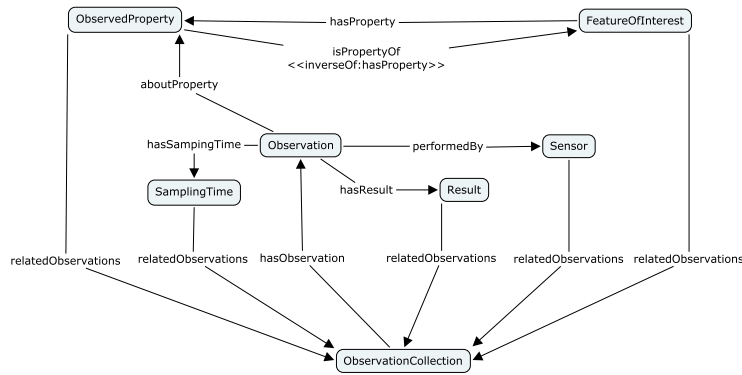 ObservedProperty
hasProperty
FeatureOfInterest
isPropertyOf
<<inverseOf:hasProperty>>
aboutProperty
hasSampingTime
Observation
performedBy
Sensor
SamplingTime
hasResult
Result
relatedObservations
relatedObservations
hasObservation
relatedObservations
relatedObservations
relatedObservations
ObservationCollection